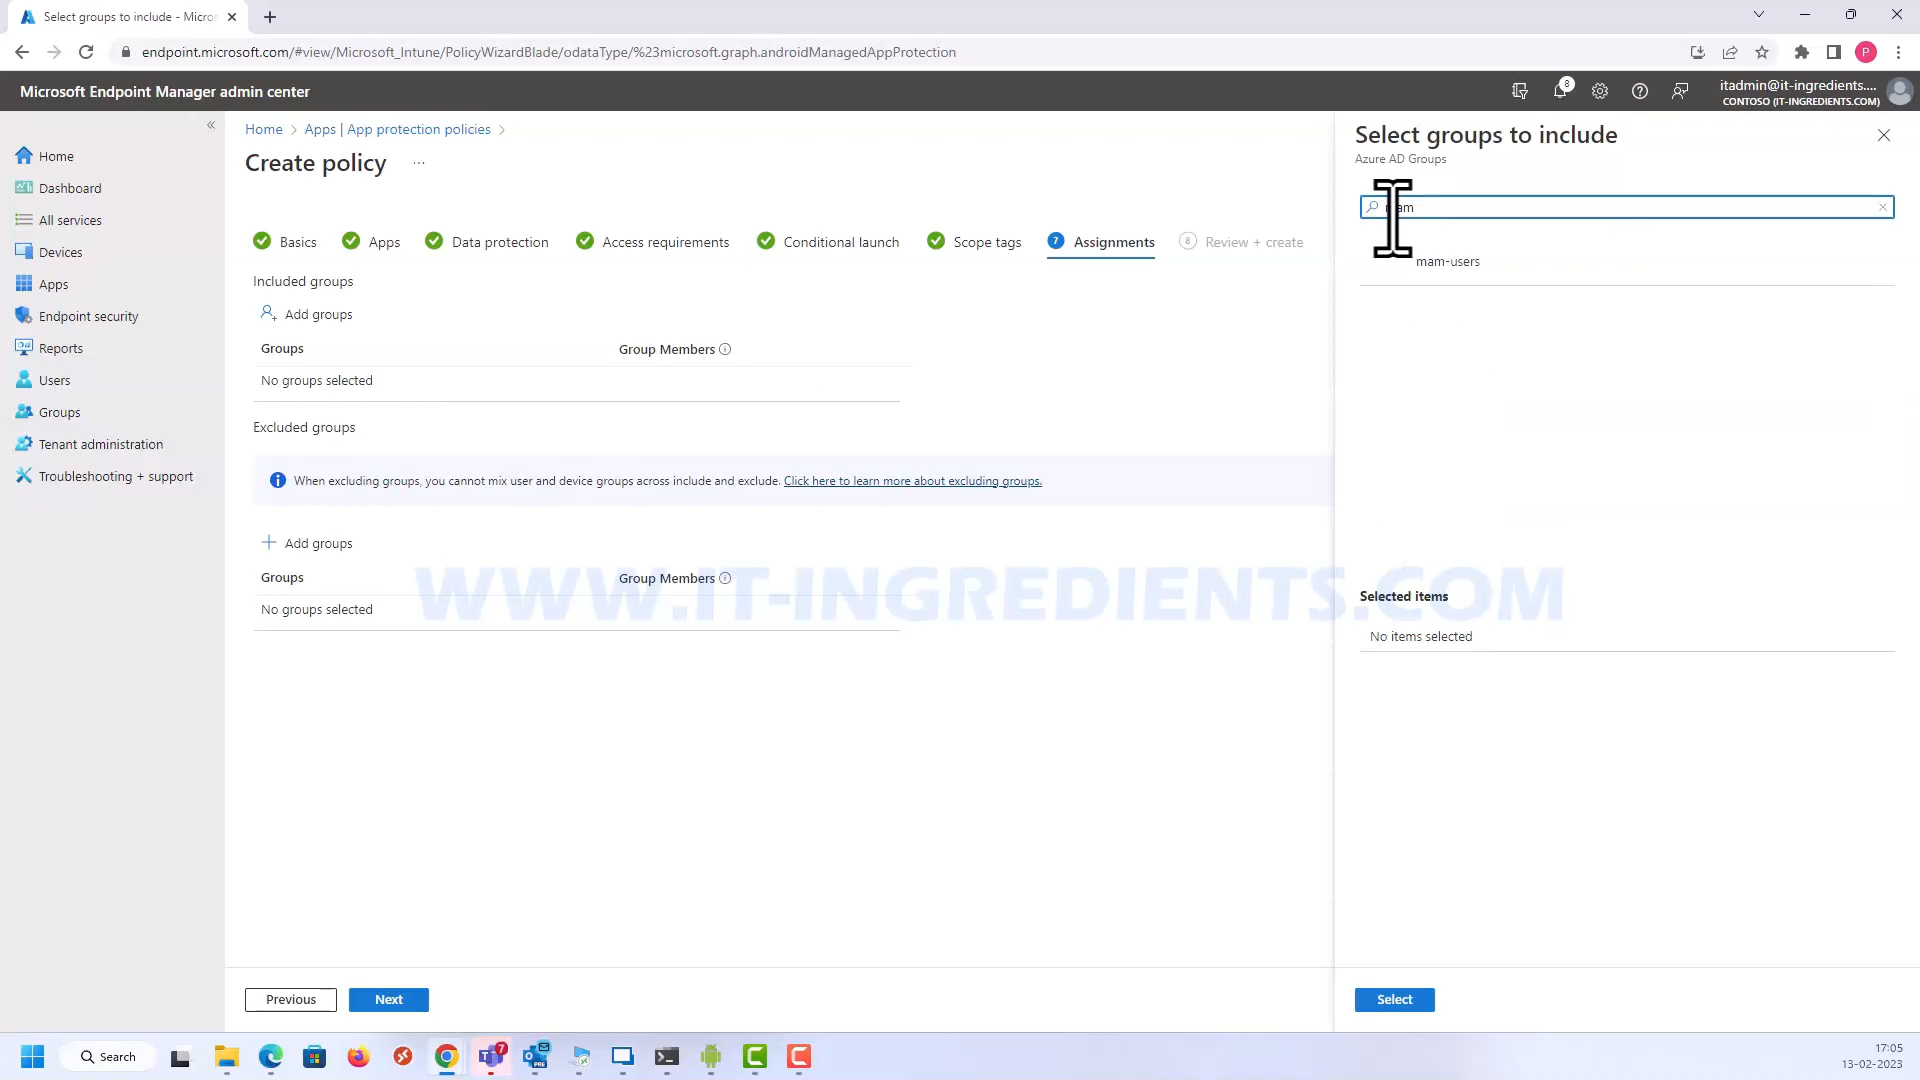 Select groups to include - Micros
endpoint.microsoft.com/#view/Microsoft_Intune/PolicyWizardBlade/odataType/%23microsoft.graph.androidManagedAppProtection
P
Microsoft Endpoint Manager admin center
8
itadmin@it-ingredients....
CONTOSO (IT-INGREDIENTS.COM)
Home
Dashboard
All services
Devices
Apps
Endpoint security
Reports
Users
Groups
Tenant administration
Troubleshooting + support
Home > Apps | App protection policies >
Create policy ...
Basics
Apps
Data protection
Access requirements
Conditional launch
Scope tags
7 Assignments
8 Review + create
Included groups
Add groups
Groups Group Members
No groups selected
Excluded groups
When excluding groups, you cannot mix user and device groups across include and exclude. Click here to learn more about excluding groups.
Add groups
Groups Group Members
No groups selected
WWW.IT-INGREDIENTS.COM
Previous
Next
Select groups to include
Azure AD Groups
mam-users
Selected items
No items selected
Select
Search
7
PRE
17:05
13-02-2023